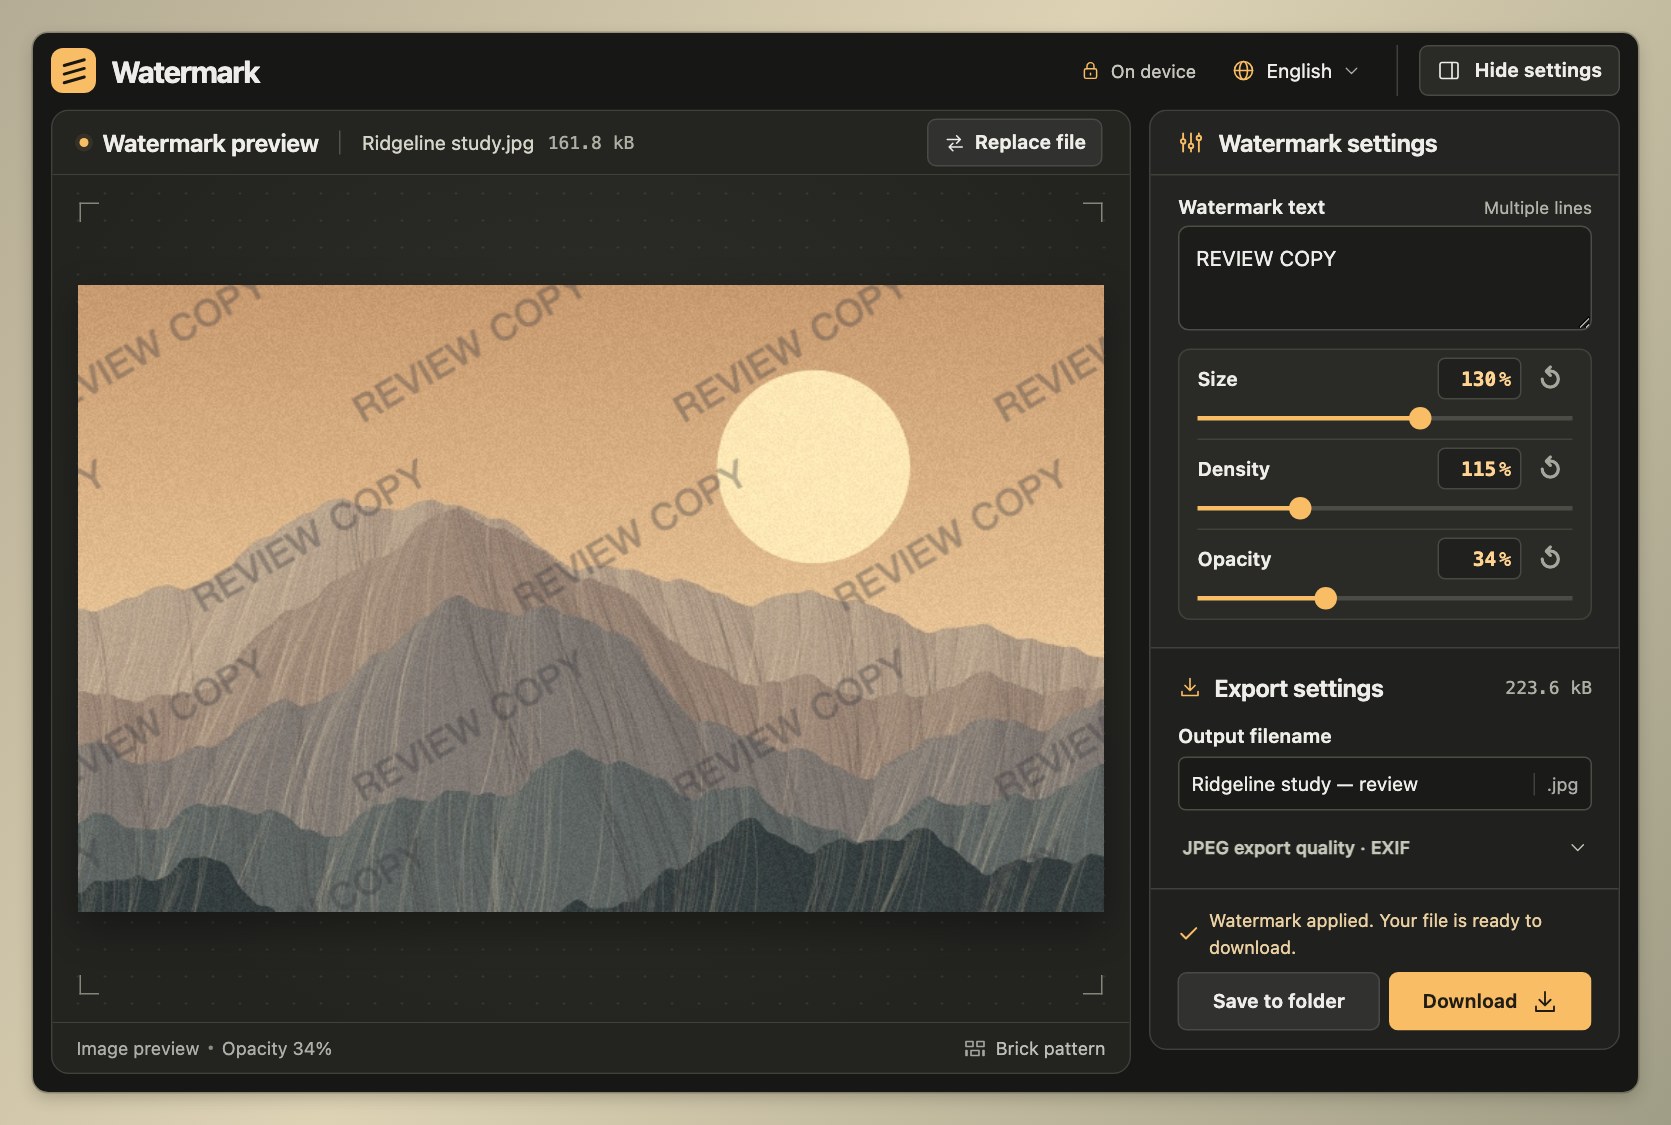 Watermark
On device
English
Hide settings
Watermark preview
Ridgeline study.jpg 161.8 kB
Replace file
REVIEW COPY
REVIEW COPY
REVIEW COPY
REVIEW
COPY
REVIEW COPY
REVIEW COPY
REVIEW COPY
REVIEW COPY
REVIEW COPY
REVIEW COPY
REVIEW
COPY
Image preview • Opacity 34%
Brick pattern
Watermark settings
Watermark text
Multiple lines
REVIEW COPY
Size
130%
Density
115%
Opacity
34%
Export settings
223.6 kB
Output filename
Ridgeline study — review
.jpg
JPEG export quality · EXIF
Watermark applied. Your file is ready to
download.
Save to folder
Download